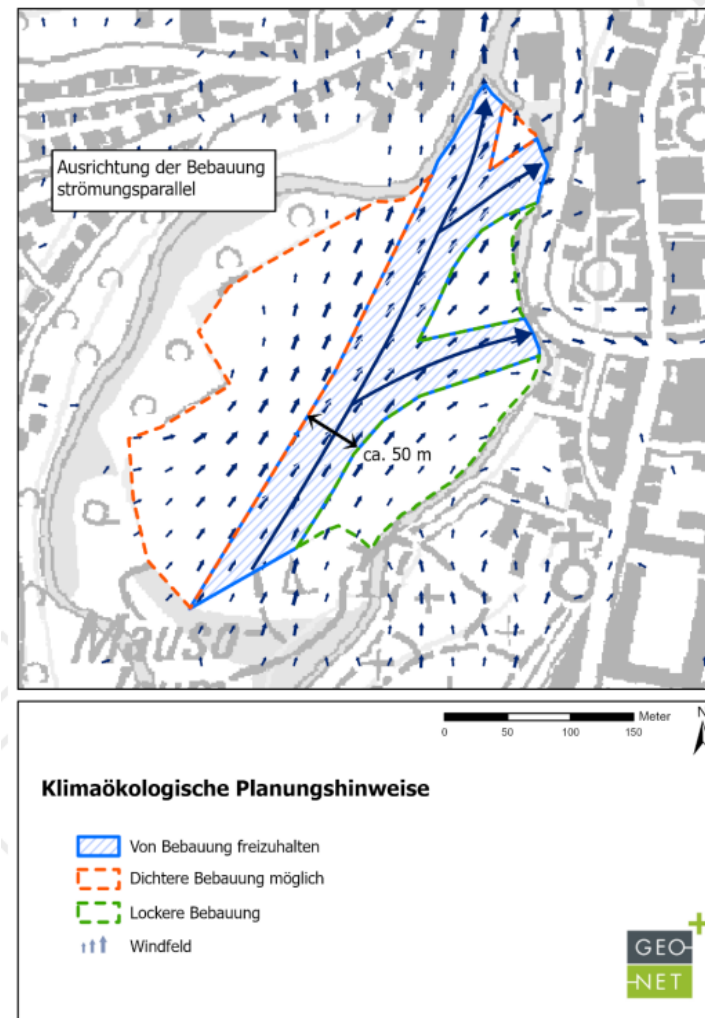 Ausrichtung der Bebauung
strömungsparallel
ca. 50 m
Mauso
Meter
N
0 50 100 150
Klimaökologische Planungshinweise
Von Bebauung freizuhalten
Dichtere Bebauung möglich
Lockere Bebauung
Windfeld
GEO-
-NET